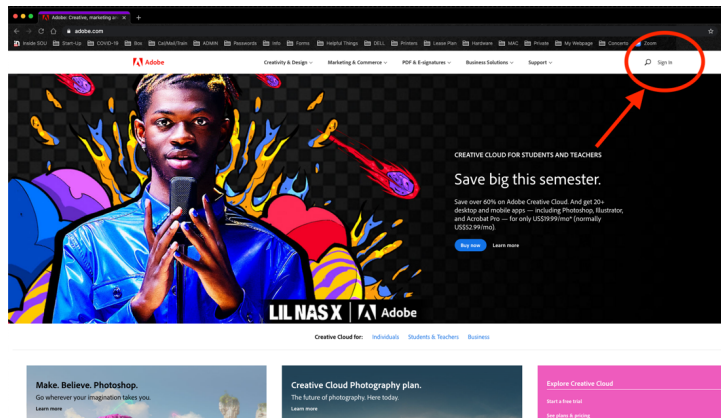 Adobe: Creative, marketing an
adobe.com
Inside SOU Start-Up COVID-19 Box Cal/Mail/Train ADMIN Passwords Info Forms Helpful Things DELL Printers Lease Plan Hardware MAC Private My Webpage Concerts Zoom
Adobe
Creativity & Design Marketing & Commerce PDF & E-signatures Business Solutions Support Sign In
CREATIVE CLOUD FOR STUDENTS AND TEACHERS
Save big this semester.
Save over 60% on Adobe Creative Cloud. And get 20+
desktop and mobile apps — including Photoshop, Illustrator,
and Acrobat Pro — for only US$19.99/mo* (normally
US$52.99/mo).
Buy now Learn more
LIL NAS X Adobe
Creative Cloud for: Individuals Students & Teachers Business
Make. Believe. Photoshop.
Go wherever your imagination takes you.
Learn more
Creative Cloud Photography plan.
The future of photography. Here today.
Learn more
Explore Creative Cloud
Start a free trial
See plans & pricing